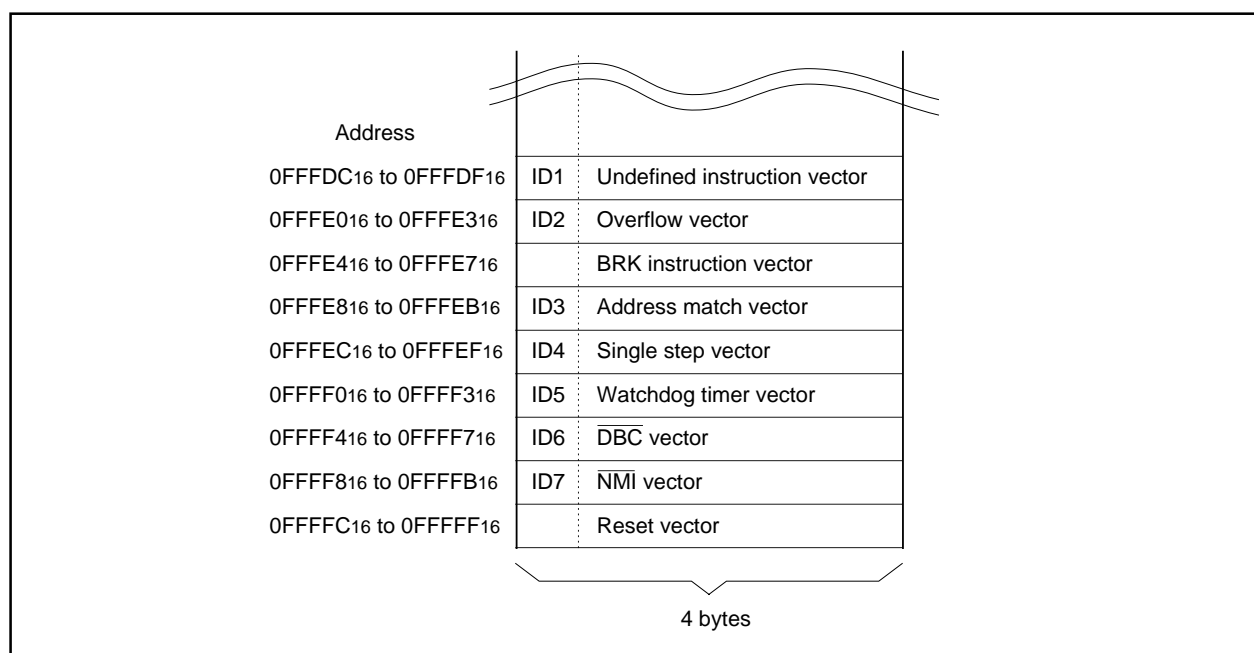 Address
0FFFDC16 to 0FFFDF16 ID1 Undefined instruction vector
0FFFE016 to 0FFFE316 ID2 Overflow vector
0FFFE416 to 0FFFE716 BRK instruction vector
0FFFE816 to 0FFFEB16 ID3 Address match vector
0FFFEC16 to 0FFFEF16 ID4 Single step vector
0FFFF016 to 0FFFF316 ID5 Watchdog timer vector
0FFFF416 to 0FFFF716 ID6 D̅B̅C̅ vector
0FFFF816 to 0FFFFB16 ID7 N̅M̅I̅ vector
0FFFFC16 to 0FFFFF16 Reset vector
4 bytes